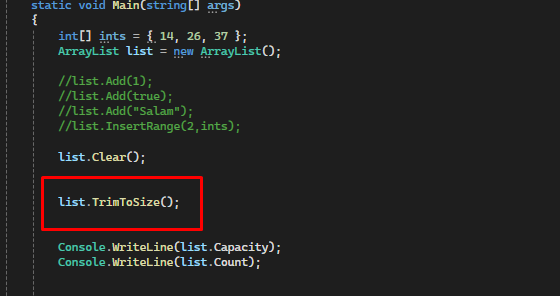 static void Main(string[] args)
{
int[] ints = { 14, 26, 37 };
ArrayList list = new ArrayList();
//list.Add(1);
//list.Add(true);
//list.Add("Salam");
//list.InsertRange(2,ints);
list.Clear();
list.TrimToSize();
Console.WriteLine(list.Capacity);
Console.WriteLine(list.Count);